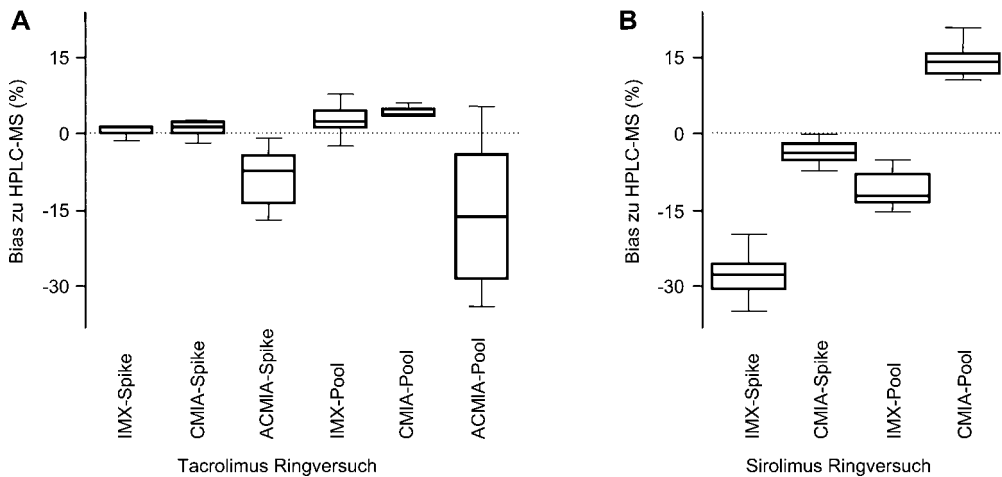 A
Bias zu HPLC-MS (%)
15
0
-15
-30
IMX-Spike
CMIA-Spike
ACMIA-Spike
IMX-Pool
CMIA-Pool
ACMIA-Pool
Tacrolimus Ringversuch
B
Bias zu HPLC-MS (%)
15
0
-15
-30
IMX-Spike
CMIA-Spike
IMX-Pool
CMIA-Pool
Sirolimus Ringversuch